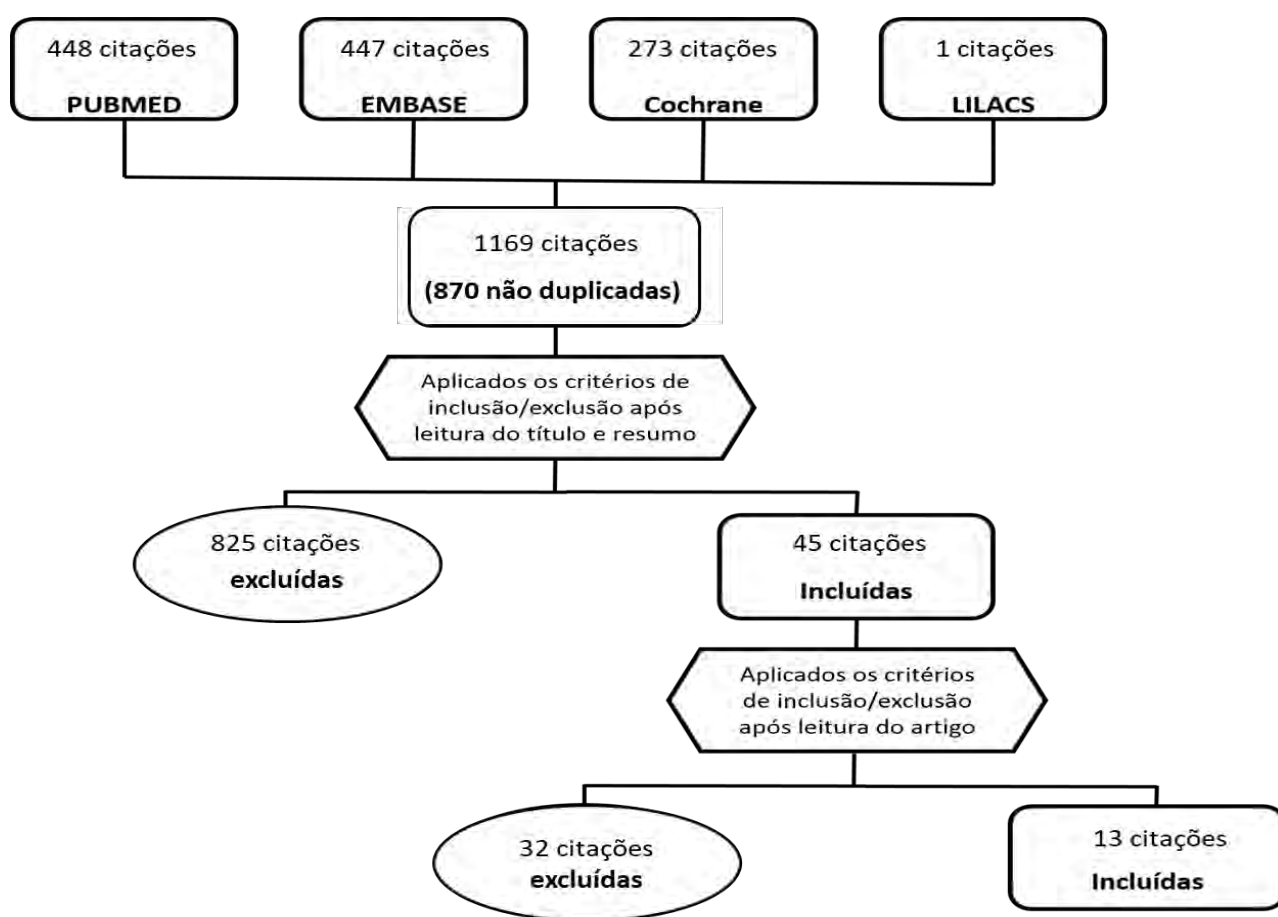 448 citações
PUBMED
447 citações
EMBASE
273 citações
Cochrane
1 citações
LILACS
1169 citações
(870 não duplicadas)
Aplicados os critérios de
inclusão/exclusão após
leitura do título e resumo
825 citações
excluídas
45 citações
Incluídas
Aplicados os critérios
de inclusão/exclusão
após leitura do artigo
32 citações
excluídas
13 citações
Incluídas